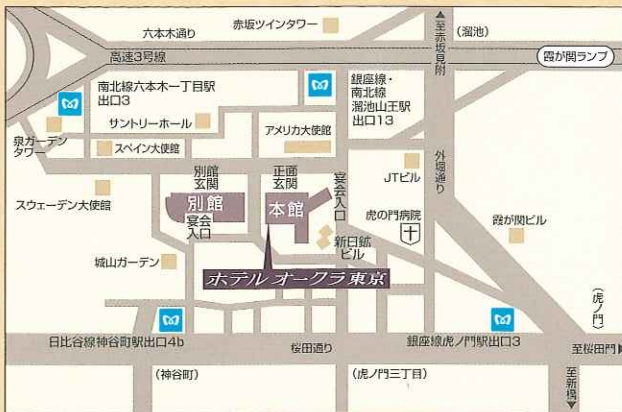 六本木通り
赤坂ツインタワー
▲至赤坂見附
(溜池)
高速3号線
霞が関ランプ
南北線六本木一丁目駅
出口3
銀座線・
南北線
溜池山王駅
出口13
サントリーホール
アメリカ大使館
泉ガーデン
タワー
スペイン大使館
別館
玄関
正面
玄関
宴会入口
JTビル
外堀通り
スウェーデン大使館
別館
本館
宴会
入口
虎の門病院
新日鉱
ビル
霞が関ビル
城山ガーデン
ホテルオークラ東京
(虎ノ門)
日比谷線神谷町駅出口4b
桜田通り
銀座線虎ノ門駅出口3
至桜田門▶
(神谷町)
(虎ノ門三丁目)
至新橋▼